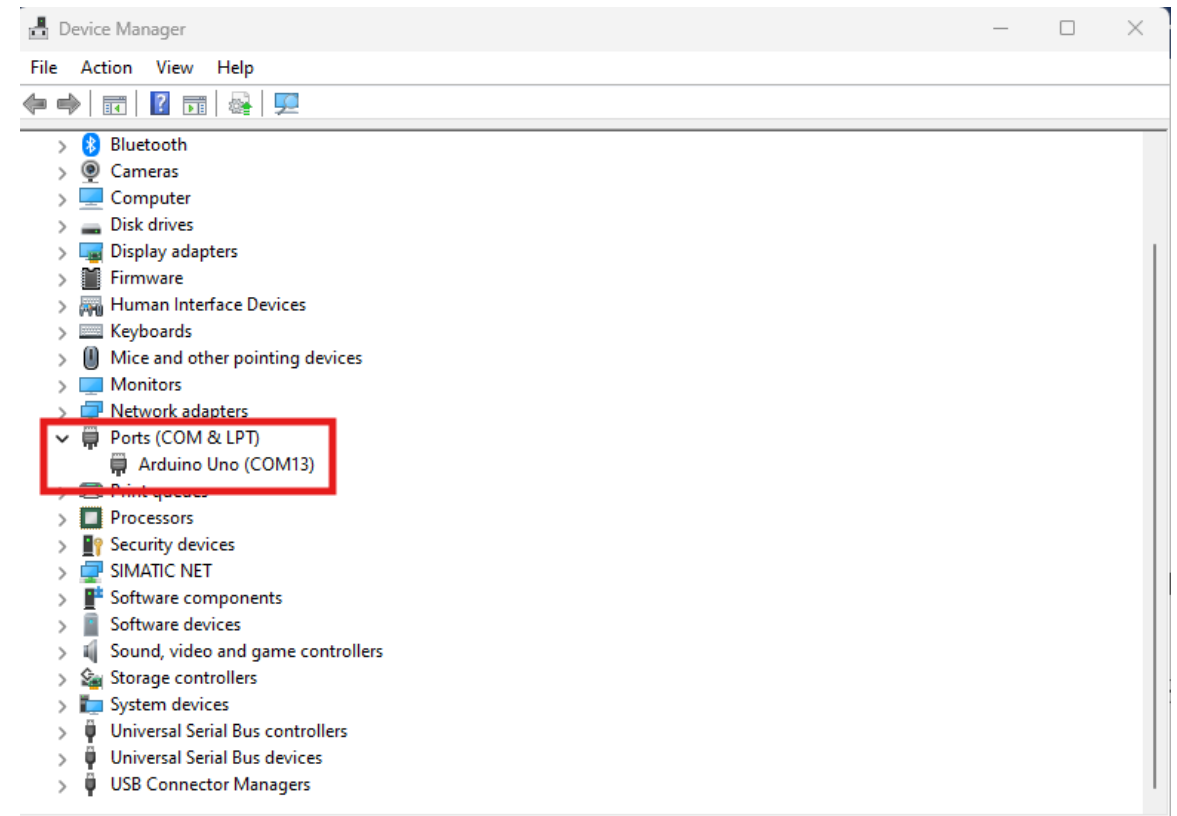 Device Manager
File Action View Help
Bluetooth
Cameras
Computer
Disk drives
Display adapters
Firmware
Human Interface Devices
Keyboards
Mice and other pointing devices
Monitors
Network adapters
Ports (COM & LPT)
Arduino Uno (COM13)
Print queues
Processors
Security devices
SIMATIC NET
Software components
Software devices
Sound, video and game controllers
Storage controllers
System devices
Universal Serial Bus controllers
Universal Serial Bus devices
USB Connector Managers